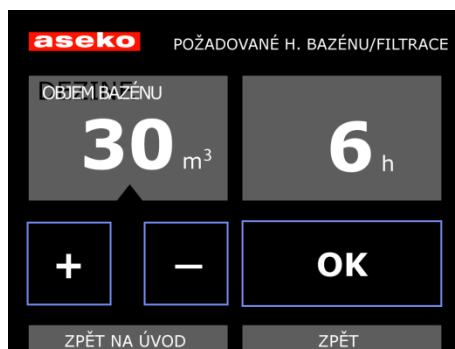 aseko
POŽADOVANÉ H. BAZÉNU/FILTRACE
OBJEM BAZÉNU
30 m³
6 h
+
−
OK
ZPĚT NA ÚVOD
ZPĚT